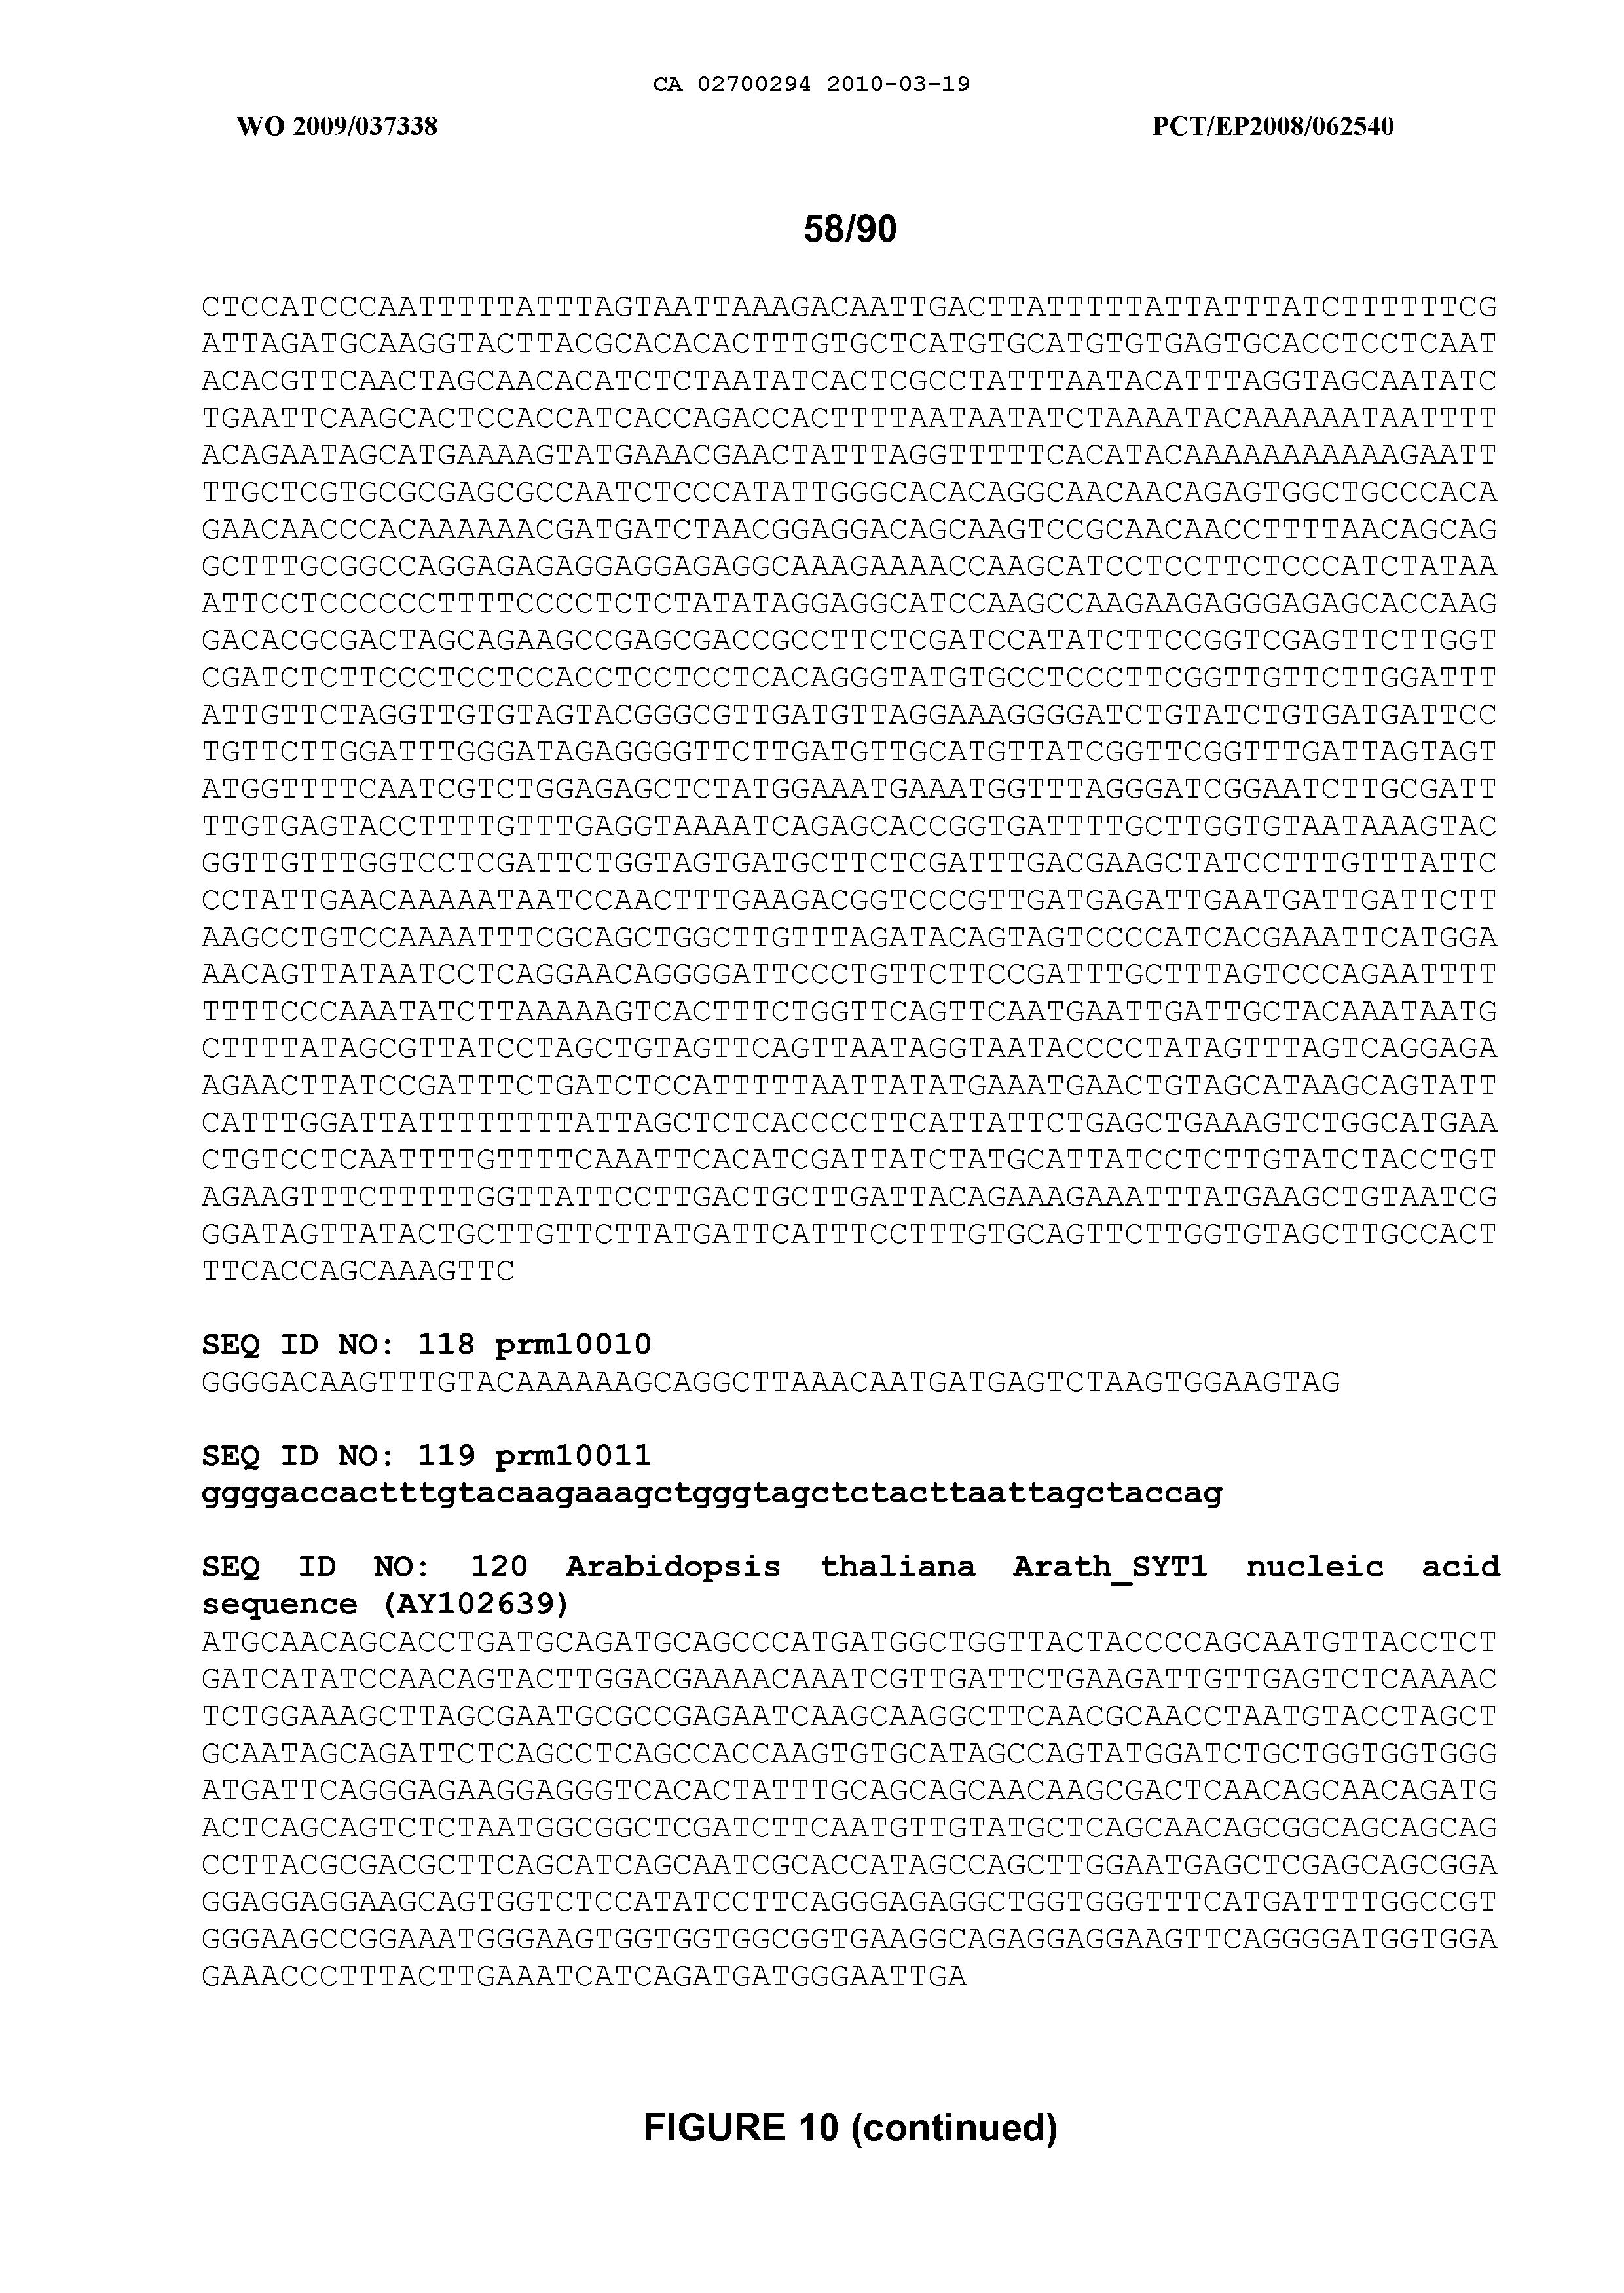 CA 02700294 2010-03-19
WO 2009/037338 PCT/EP2008/062540
58/90
CTCCATCCCAATTTTTATTTAGTAATTAAAGACAATTGACTTATTTTTATTATTTATCTTTTTTCG
ATTAGATGCAAGGTACTTACGCACACACTTTGTGCTCATGTGCATGTGTGAGTGCACCTCCTCAAT
ACACGTTCAACTAGCAACACATCTCTAATATCACTCGCCTATTTAATACATTTAGGTAGCAATATC
TGAATTCAAGCACTCCACCATCACCAGACCACTTTTAATAATATCTAAAATACAAAAAATAATTTT
ACAGAATAGCATGAAAAGTATGAAACGAACTATTTAGGTTTTTCACATACAAAAAAAAAAAGAATT
TTGCTCGTGCGCGAGCGCCAATCTCCCATATTGGGCACACAGGCAACAACAGAGTGGCTGCCCACA
GAACAACCCACAAAAAACGATGATCTAACGGAGGACAGCAAGTCCGCAACAACCTTTTAACAGCAG
GCTTTGCGGCCAGGAGAGAGGAGGAGAGGCAAAGAAAACCAAGCATCCTCCTTCTCCCATCTATAA
ATTCCTCCCCCCTTTTCCCCTCTCTATATAGGAGGCATCCAAGCCAAGAAGAGGGAGAGCACCAAG
GACACGCGACTAGCAGAAGCCGAGCGACCGCCTTCTCGATCCATATCTTCCGGTCGAGTTCTTGGT
CGATCTCTTCCCTCCTCCACCTCCTCCTCACAGGGTATGTGCCTCCCTTCGGTTGTTCTTGGATTT
ATTGTTCTAGGTTGTGTAGTACGGGCGTTGATGTTAGGAAAGGGGATCTGTATCTGTGATGATTCC
TGTTCTTGGATTTGGGATAGAGGGGTTCTTGATGTTGCATGTTATCGGTTCGGTTTGATTAGTAGT
ATGGTTTTCAATCGTCTGGAGAGCTCTATGGAAATGAAATGGTTTAGGGATCGGAATCTTGCGATT
TTGTGAGTACCTTTTGTTTGAGGTAAAATCAGAGCACCGGTGATTTTGCTTGGTGTAATAAAGTAC
GGTTGTTTGGTCCTCGATTCTGGTAGTGATGCTTCTCGATTTGACGAAGCTATCCTTTGTTTATTC
CCTATTGAACAAAAATAATCCAACTTTGAAGACGGTCCCGTTGATGAGATTGAATGATTGATTCTT
AAGCCTGTCCAAAATTTCGCAGCTGGCTTGTTTAGATACAGTAGTCCCCATCACGAAATTCATGGA
AACAGTTATAATCCTCAGGAACAGGGGATTCCCTGTTCTTCCGATTTGCTTTAGTCCCAGAATTTT
TTTTCCCAAATATCTTAAAAAGTCACTTTCTGGTTCAGTTCAATGAATTGATTGCTACAAATAATG
CTTTTATAGCGTTATCCTAGCTGTAGTTCAGTTAATAGGTAATACCCCTATAGTTTAGTCAGGAGA
AGAACTTATCCGATTTCTGATCTCCATTTTTAATTATATGAAATGAACTGTAGCATAAGCAGTATT
CATTTGGATTATTTTTTTTATTAGCTCTCACCCCTTCATTATTCTGAGCTGAAAGTCTGGCATGAA
CTGTCCTCAATTTTGTTTTCAAATTCACATCGATTATCTATGCATTATCCTCTTGTATCTACCTGT
AGAAGTTTCTTTTTGGTTATTCCTTGACTGCTTGATTACAGAAAGAAATTTATGAAGCTGTAATCG
GGATAGTTATACTGCTTGTTCTTATGATTCATTTCCTTTGTGCAGTTCTTGGTGTAGCTTGCCACT
TTCACCAGCAAAGTTC
SEQ ID NO: 118 prm10010
GGGGACAAGTTTGTACAAAAAAGCAGGCTTAAACAATGATGAGTCTAAGTGGAAGTAG
SEQ ID NO: 119 prm10011
ggggaccactttgtacaagaaagctgggtagctctacttaattagctaccag
SEQ ID NO: 120 Arabidopsis thaliana Arath_SYT1 nucleic acid
sequence (AY102639)
ATGCAACAGCACCTGATGCAGATGCAGCCCATGATGGCTGGTTACTACCCCAGCAATGTTACCTCT
GATCATATCCAACAGTACTTGGACGAAAACAAATCGTTGATTCTGAAGATTGTTGAGTCTCAAAAC
TCTGGAAAGCTTAGCGAATGCGCCGAGAATCAAGCAAGGCTTCAACGCAACCTAATGTACCTAGCT
GCAATAGCAGATTCTCAGCCTCAGCCACCAAGTGTGCATAGCCAGTATGGATCTGCTGGTGGTGGG
ATGATTCAGGGAGAAGGAGGGTCACACTATTTGCAGCAGCAACAAGCGACTCAACAGCAACAGATG
ACTCAGCAGTCTCTAATGGCGGCTCGATCTTCAATGTTGTATGCTCAGCAACAGCGGCAGCAGCAG
CCTTACGCGACGCTTCAGCATCAGCAATCGCACCATAGCCAGCTTGGAATGAGCTCGAGCAGCGGA
GGAGGAGGAAGCAGTGGTCTCCATATCCTTCAGGGAGAGGCTGGTGGGTTTCATGATTTTGGCCGT
GGGAAGCCGGAAATGGGAAGTGGTGGTGGCGGTGAAGGCAGAGGAGGAAGTTCAGGGGATGGTGGA
GAAACCCTTTACTTGAAATCATCAGATGATGGGAATTGA
FIGURE 10 (continued)